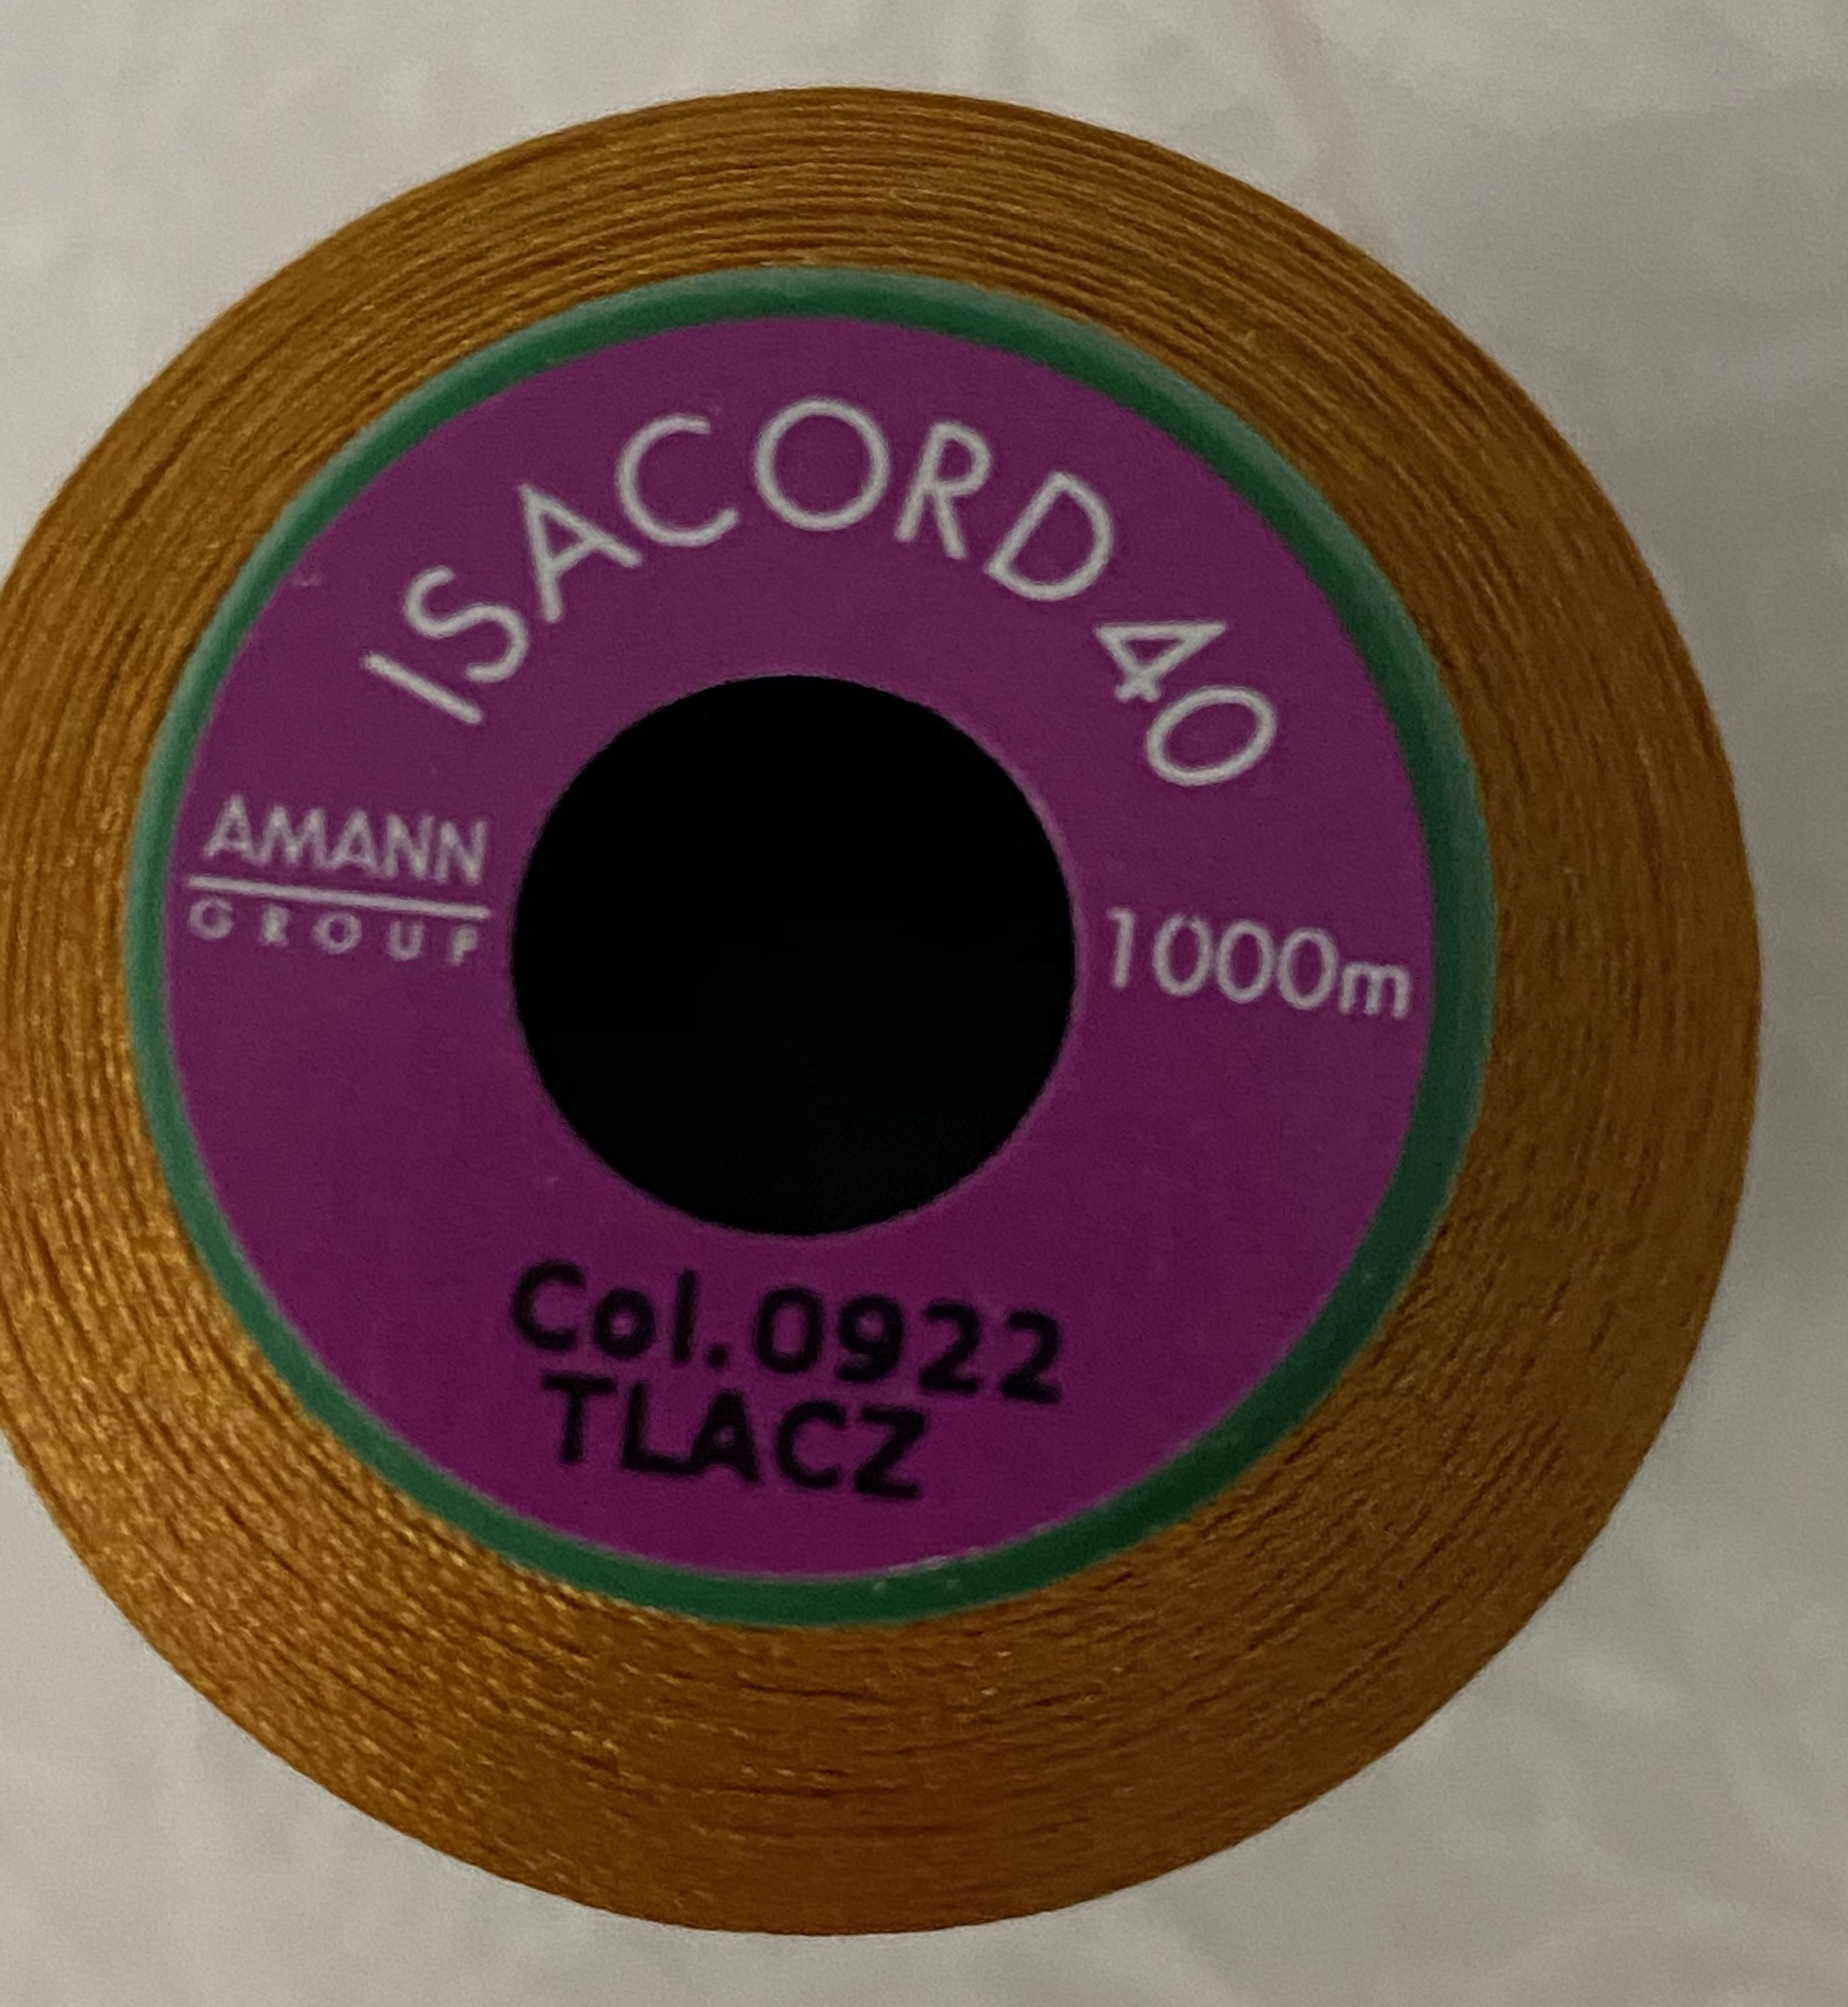 ISACORD 40
AMANN
GROUP
1000m
Col.0922
TLACZ